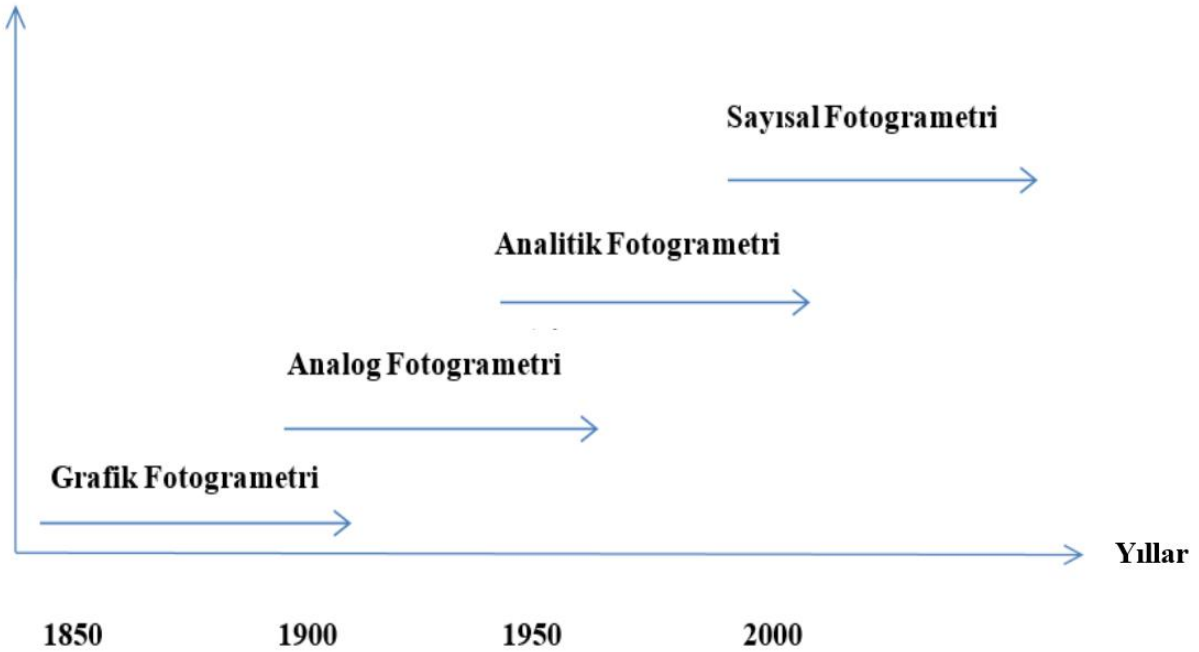 Sayısal Fotogrametri
Analitik Fotogrametri
Analog Fotogrametri
Grafik Fotogrametri
Yıllar
1850 1900 1950 2000